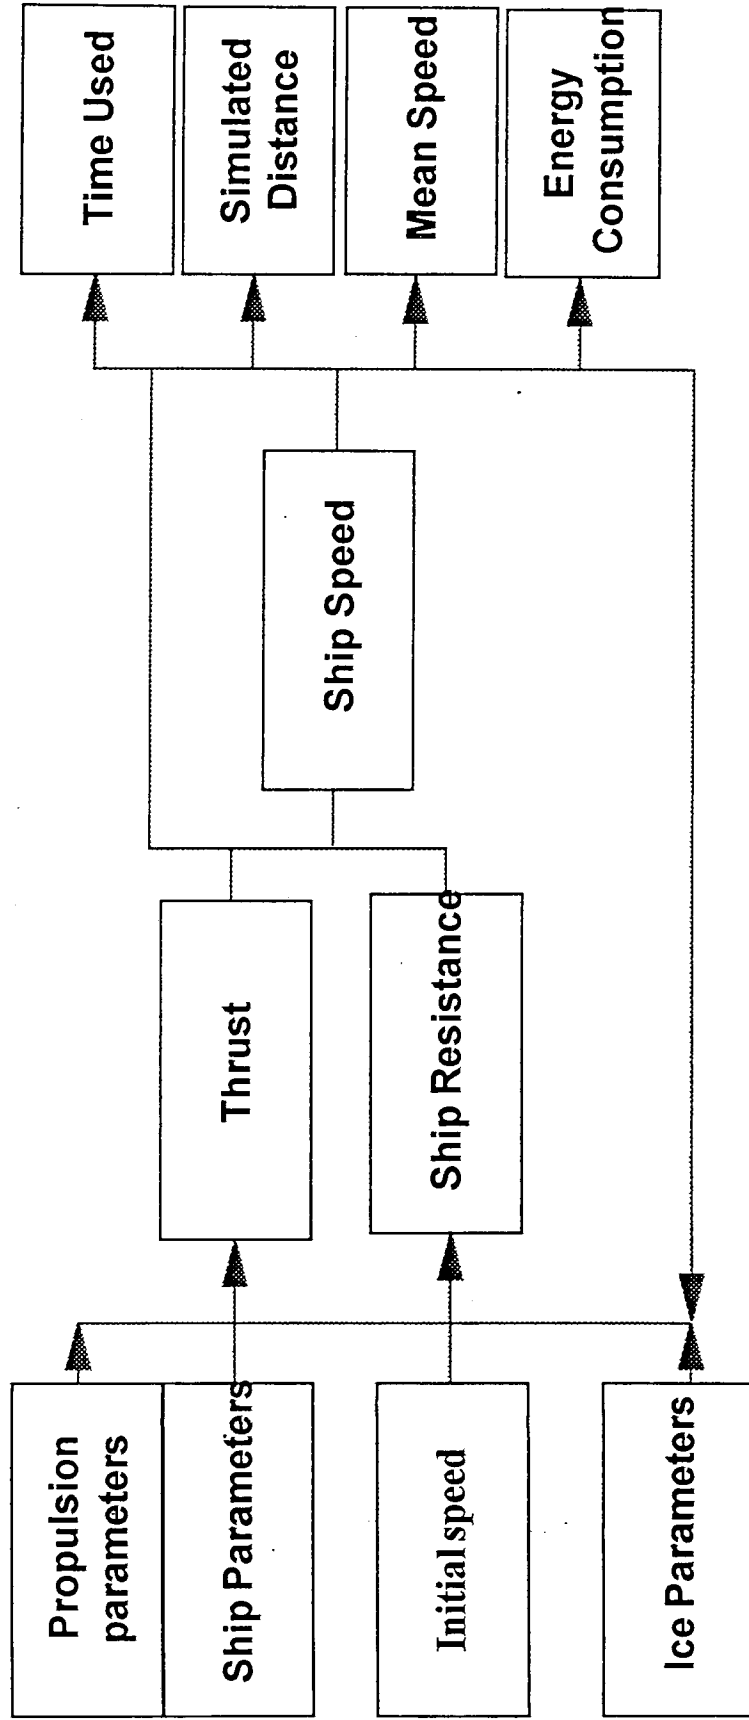 Propulsion
parameters
Ship Parameters
Initial speed
Ice Parameters
Thrust
Ship Resistance
Ship Speed
Time Used
Simulated
Distance
Mean Speed
Energy
Consumption